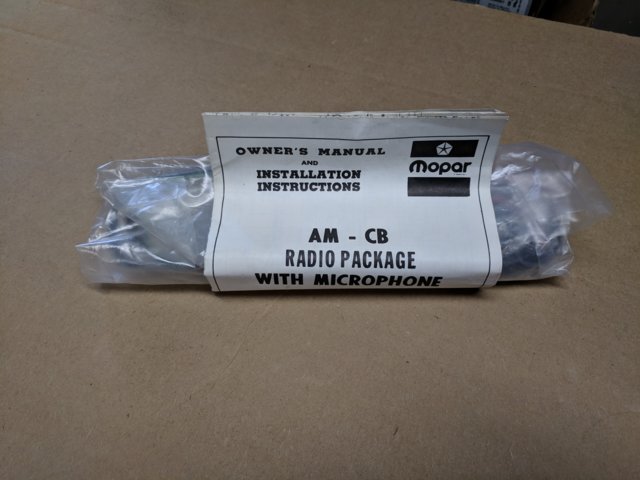 OWNER'S MANUAL
AND
INSTALLATION
INSTRUCTIONS
Mopar
AM - CB
RADIO PACKAGE
WITH MICROPHONE